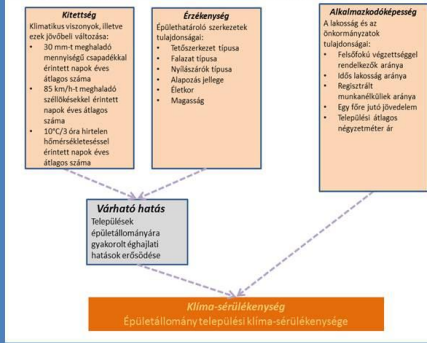 Kitettség
Klimatikus viszonyok, illetve
ezek jövőbeli változása:
• 30 mm-t meghaladó
mennyiségű csapadékkal
érintett napok éves
átlagos száma
• 85 km/h-t meghaladó
széllökésekkel érintett
napok éves átlagos
száma
• 10°C/3 óra hirtelen
hőmérsékleteséssel
érintett napok éves
átlagos száma
Érzékenység
Épülethatároló szerkezetek
tulajdonságai:
• Tetőszerkezet típusa
• Falazat típusa
• Nyílászárók típusa
• Alapozás jellege
• Életkor
• Magasság
Alkalmazkodóképesség
A lakosság és az
önkormányzatok
tulajdonságai:
• Felsőfokú végzettséggel
rendelkezők aránya
• Idős lakosság aránya
• Regisztrált
munkanélküliek aránya
• Egy főre jutó jövedelem
• Települési átlagos
négyzetméter ár
Várható hatás
Települések
épületállományára
gyakorolt éghajlati
hatások erősödése
Klíma-sérülékenység
Épületállomány települési klíma-sérülékenysége